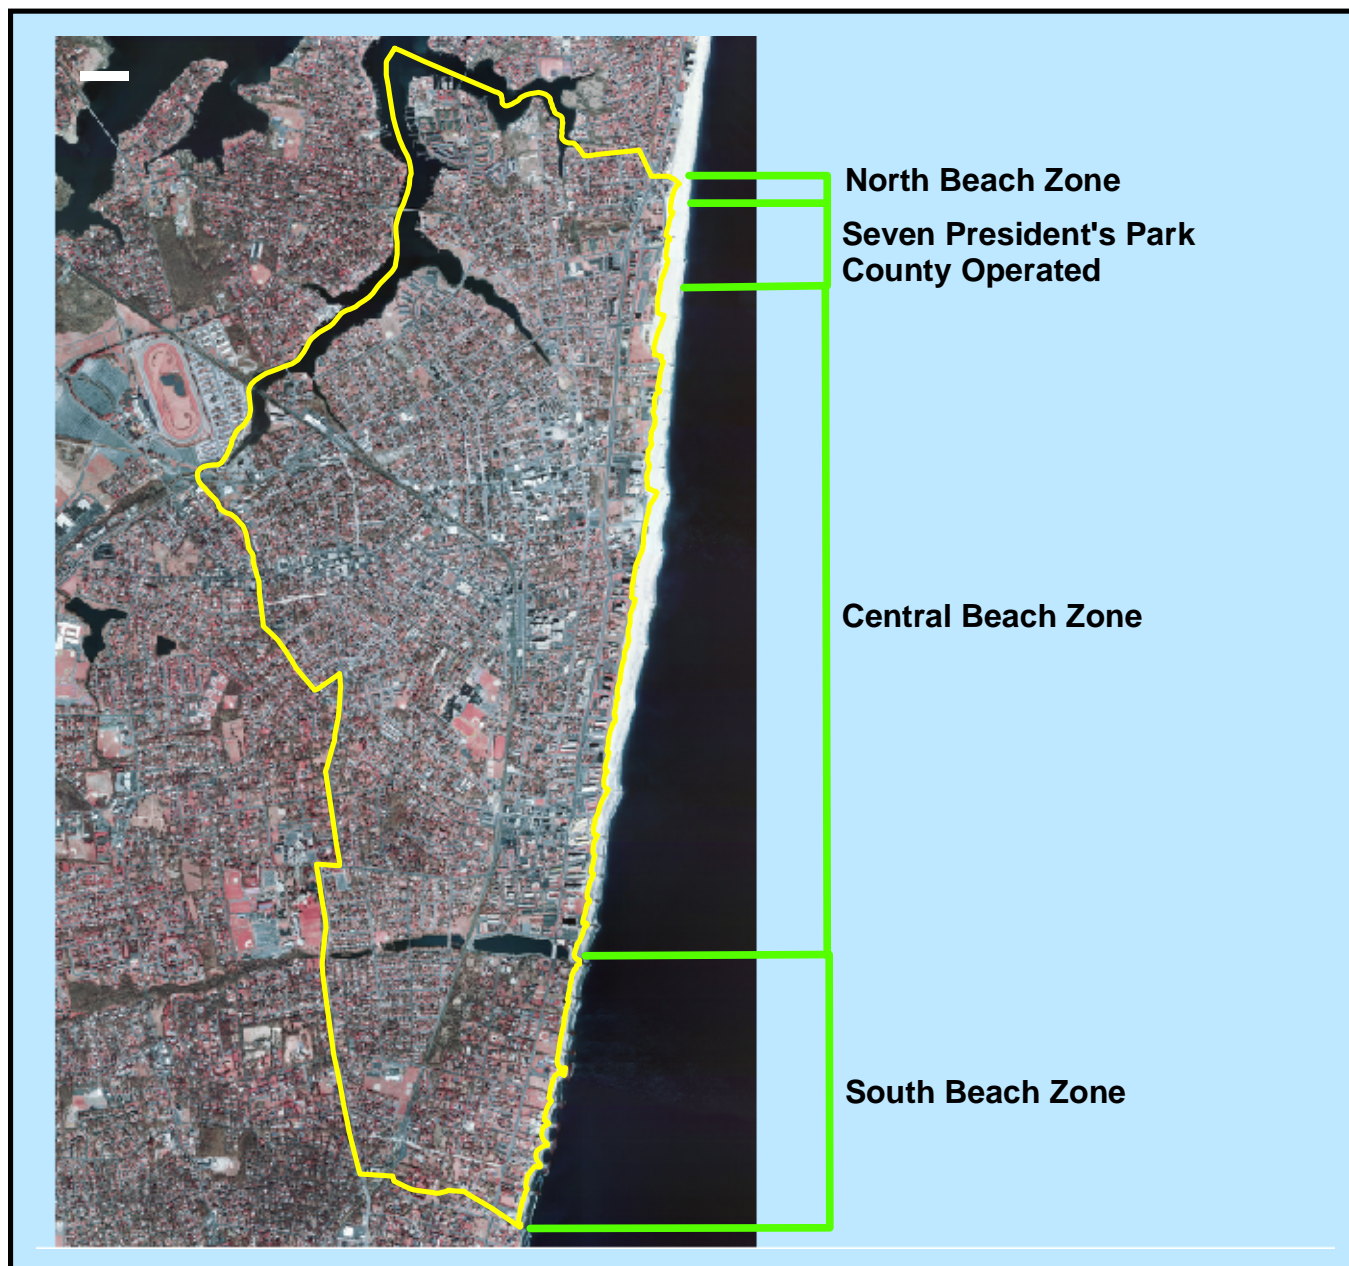 North Beach Zone
Seven President's Park
County Operated
Central Beach Zone
South Beach Zone